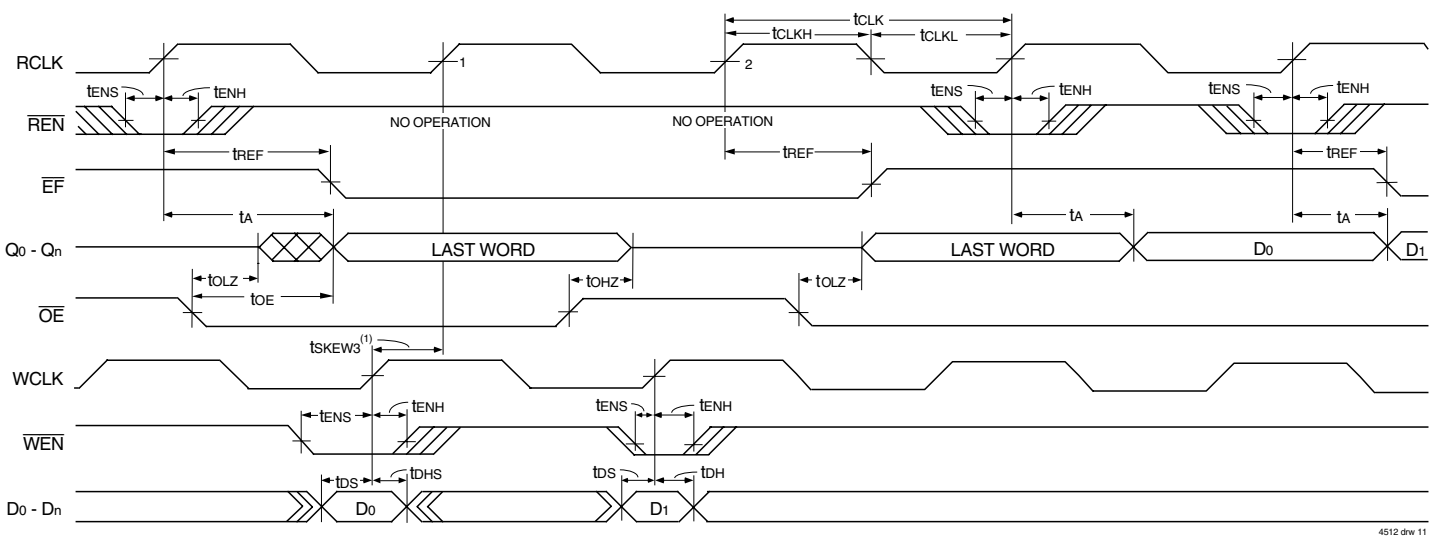 tCLK
tCLKH tCLKL
RCLK 1 2
tENS tENH tENS tENH tENS tENH
REN NO OPERATION NO OPERATION
tREF tREF tREF
EF
tA tA tA
Q0 - Qn LAST WORD LAST WORD D0 D1
tOLZ tOHZ tOLZ
tOE
OE
tSKEW3(1)
WCLK
tENS tENH tENS tENH
WEN
tDS tDHS tDS tDH
D0 - Dn D0 D1
4512 drw 11